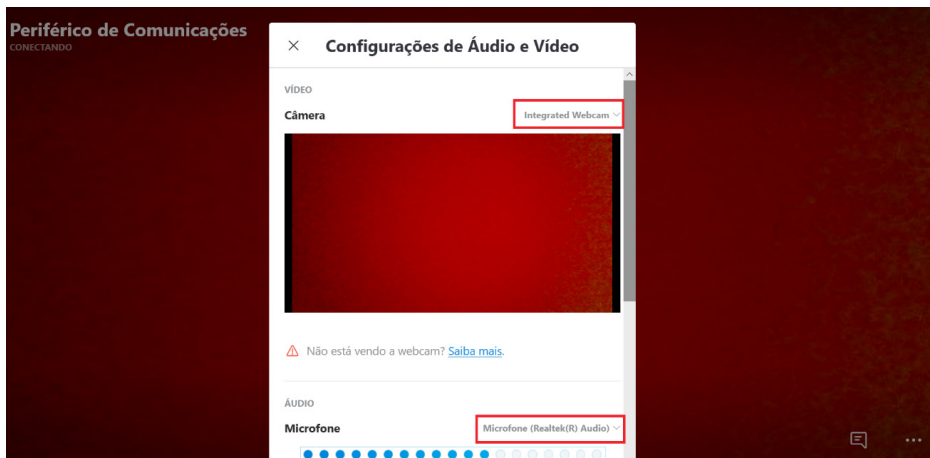 Periférico de Comunicações
CONECTANDO
Configurações de Áudio e Vídeo
VÍDEO
Câmera
Integrated Webcam
Não está vendo a webcam? Saiba mais.
ÁUDIO
Microfone
Microfone (Realtek(R) Audio)